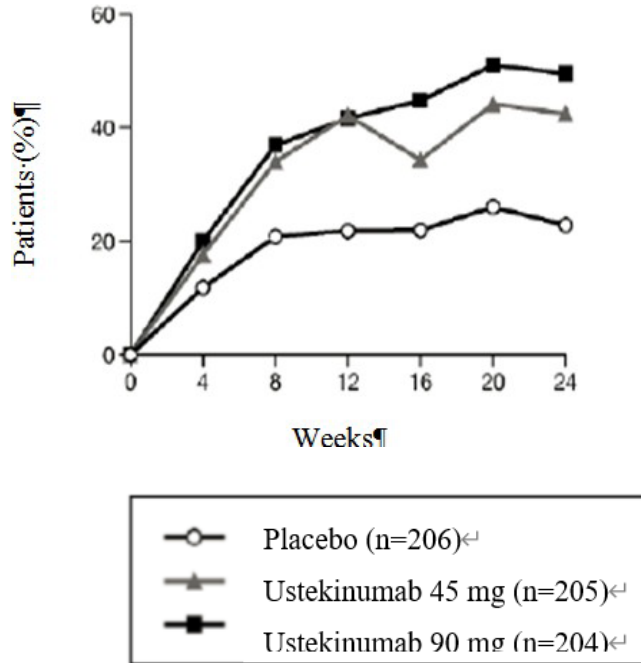 60
40
20
0
Patients·(%)¶
0 4 8 12 16 20 24
Weeks¶
Placebo (n=206)↵
Ustekinumab 45 mg (n=205)↵
Ustekinumab 90 mg (n=204)↵